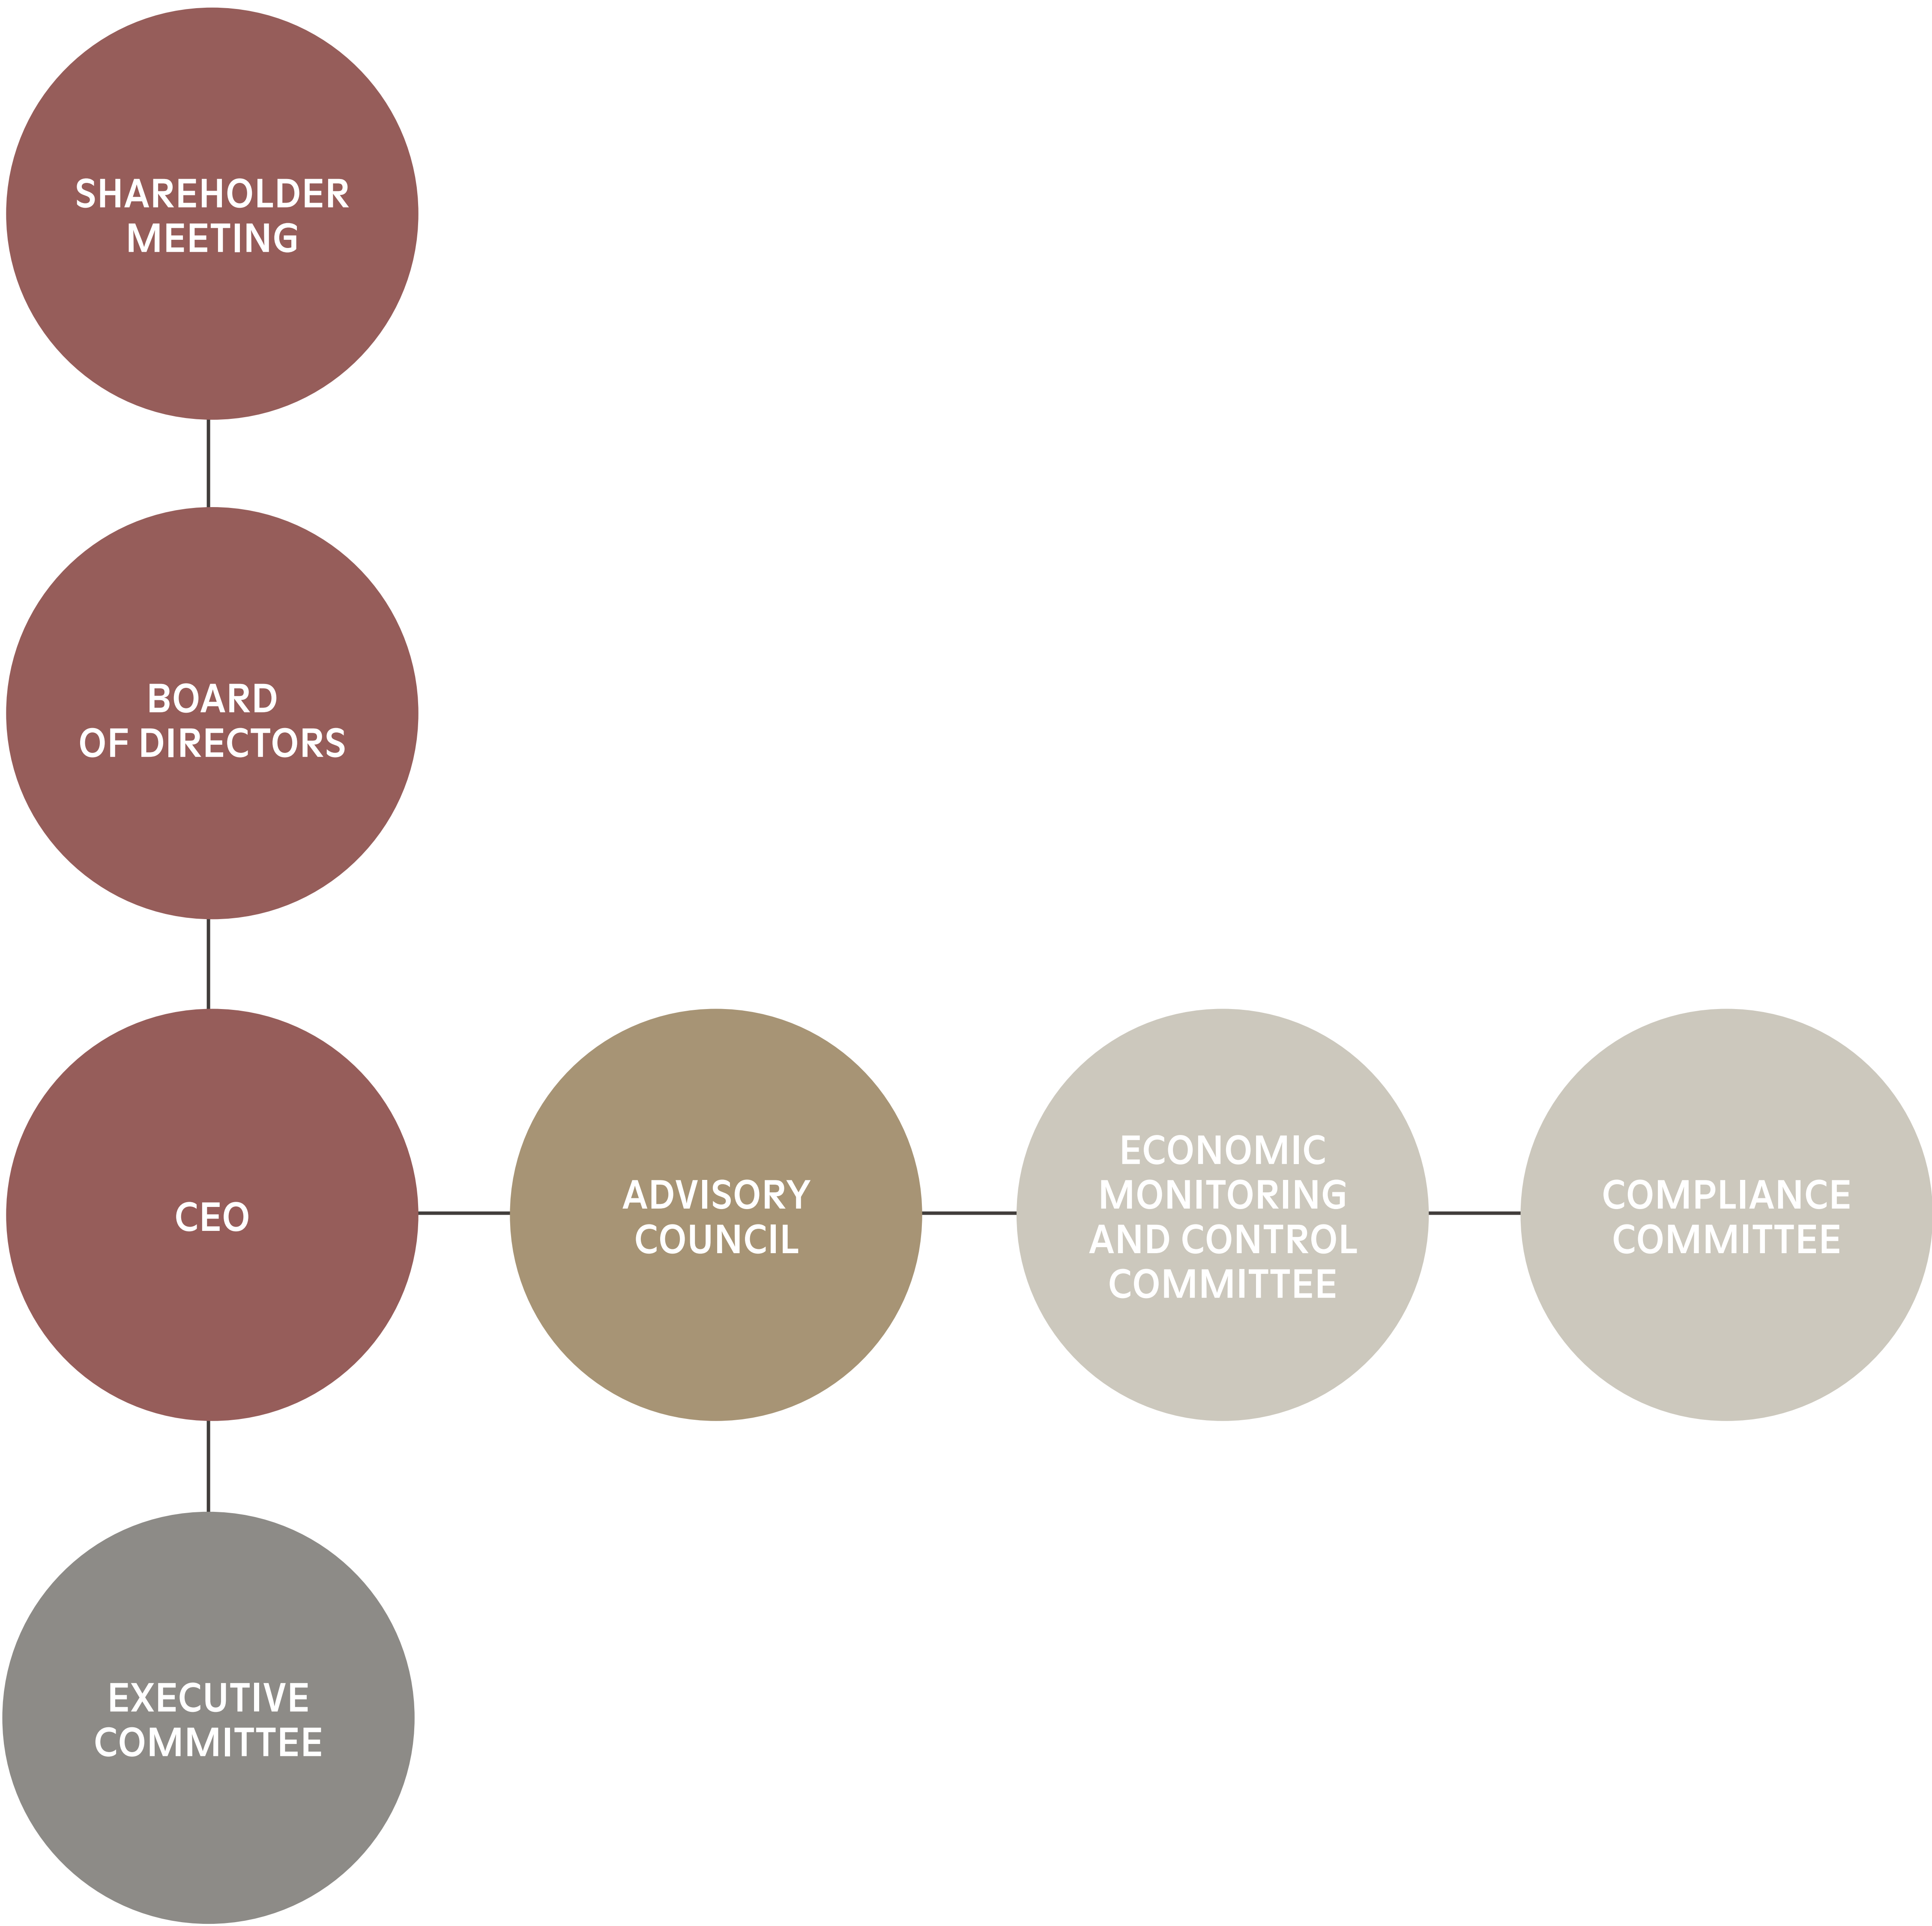 SHAREHOLDER
MEETING
BOARD
OF DIRECTORS
CEO
ADVISORY
COUNCIL
ECONOMIC
MONITORING
AND CONTROL
COMMITTEE
COMPLIANCE
COMMITTEE
EXECUTIVE
COMMITTEE